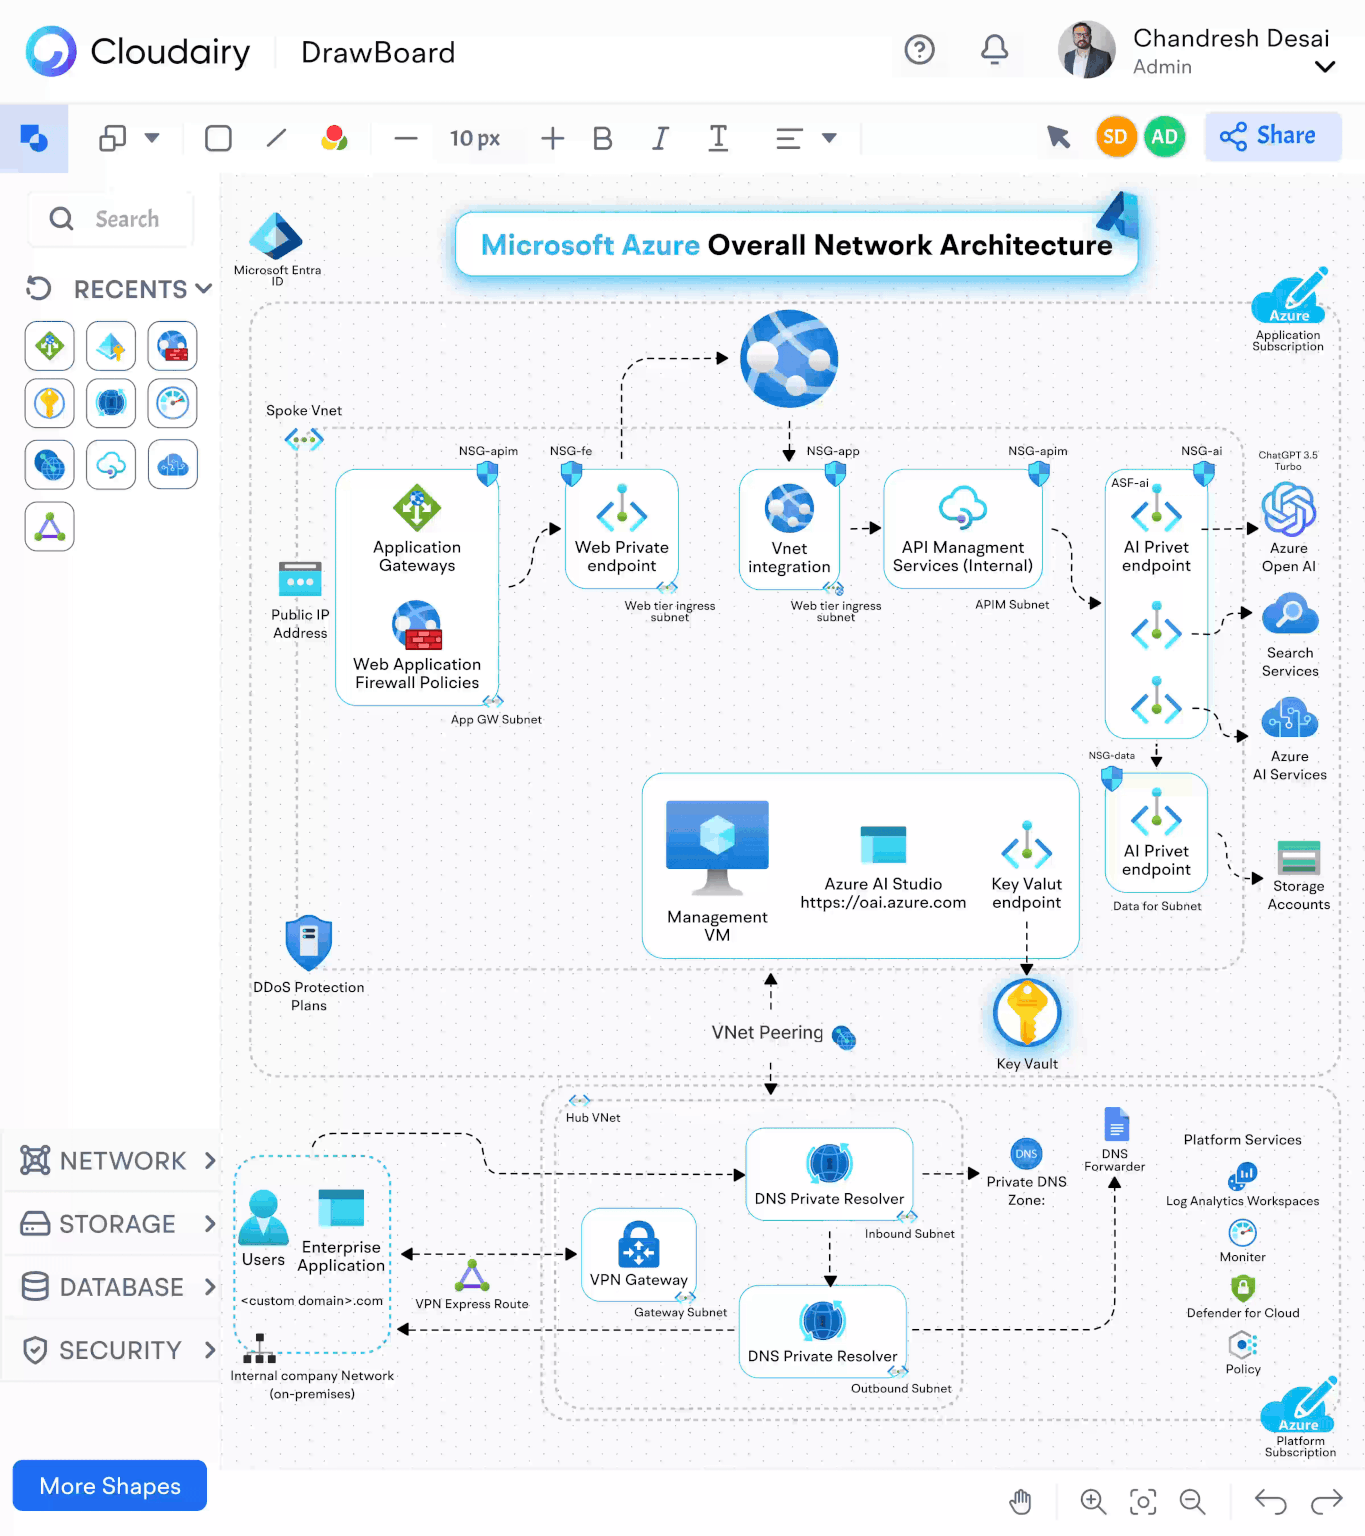 Cloudairy
DrawBoard
Chandresh Desai
Admin
10 px
B
I
T
SD
AD
Share
Search
RECENTS
NETWORK
STORAGE
DATABASE
SECURITY
More Shapes
Microsoft Entra
ID
Microsoft Azure Overall Network Architecture
Azure
Application
Subscription
Spoke Vnet
NSG-apim
NSG-fe
NSG-app
NSG-apim
NSG-ai
ChatGPT 3.5
Turbo
ASF-ai
Application
Gateways
Web Private
endpoint
Vnet
integration
API Managment
Services (Internal)
AI Privet
endpoint
Azure
Open AI
Web tier ingress
subnet
Web tier ingress
subnet
APIM Subnet
Public IP
Address
Web Application
Firewall Policies
App GW Subnet
Search
Services
Azure
AI Services
NSG-data
AI Privet
endpoint
Data for Subnet
Storage
Accounts
Management
VM
Azure AI Studio
https://oai.azure.com
Key Valut
endpoint
DDoS Protection
Plans
VNet Peering
Key Vault
Hub VNet
DNS Private Resolver
Inbound Subnet
DNS
Private DNS
Zone:
DNS
Forwarder
Platform Services
Log Analytics Workspaces
Moniter
Defender for Cloud
Policy
Users
Enterprise
Application
<custom domain>.com
VPN Express Route
VPN Gateway
Gateway Subnet
DNS Private Resolver
Outbound Subnet
Internal company Network
(on-premises)
Azure
Platform
Subscription